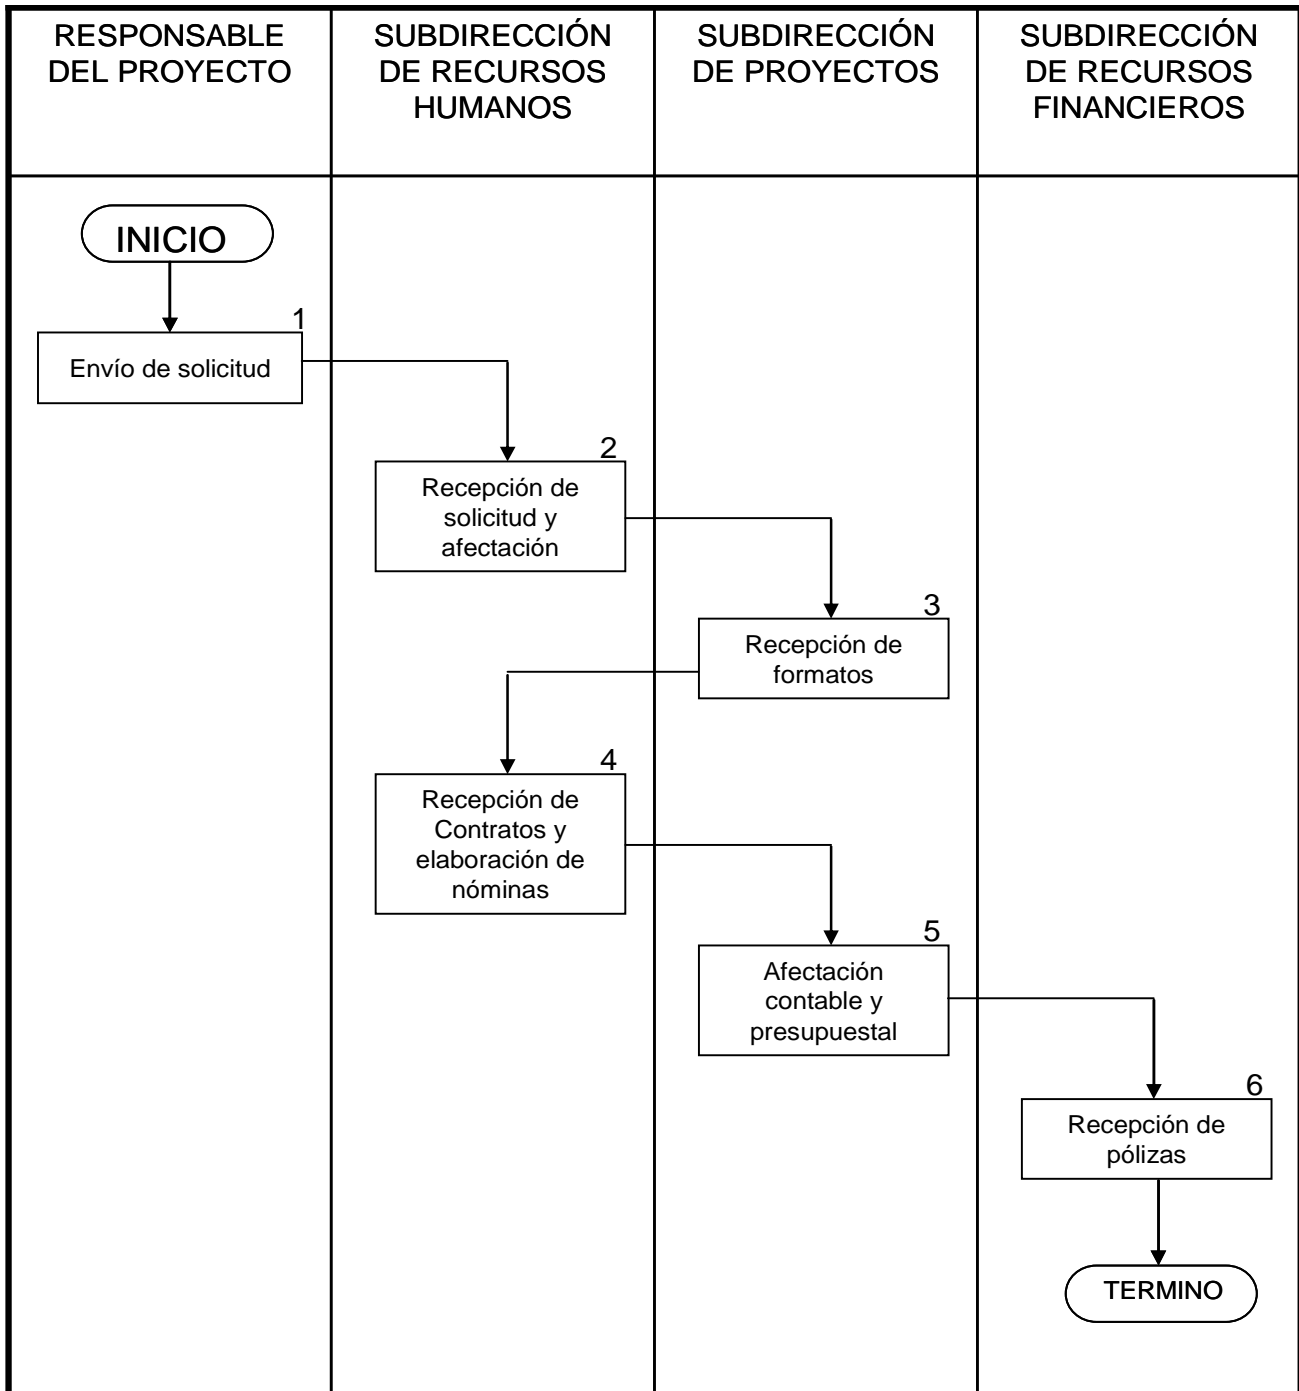 RESPONSABLE
DEL PROYECTO
SUBDIRECCIÓN
DE RECURSOS
HUMANOS
SUBDIRECCIÓN
DE PROYECTOS
SUBDIRECCIÓN
DE RECURSOS
FINANCIEROS
INICIO
1
Envío de solicitud
2
Recepción de
solicitud y
afectación
3
Recepción de
formatos
4
Recepción de
Contratos y
elaboración de
nóminas
5
Afectación
contable y
presupuestal
6
Recepción de
pólizas
TERMINO